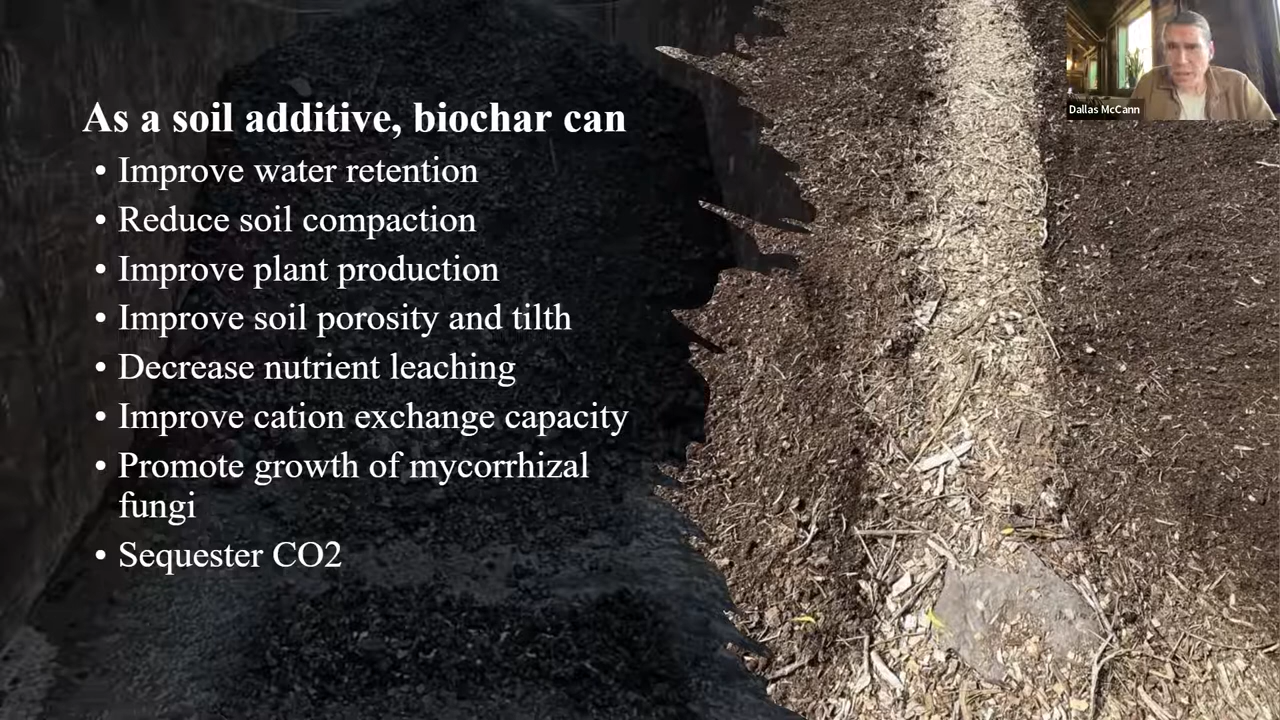 As a soil additive, biochar can
• Improve water retention
• Reduce soil compaction
• Improve plant production
• Improve soil porosity and tilth
• Decrease nutrient leaching
• Improve cation exchange capacity
• Promote growth of mycorrhizal
fungi
• Sequester CO2
Dallas McCann